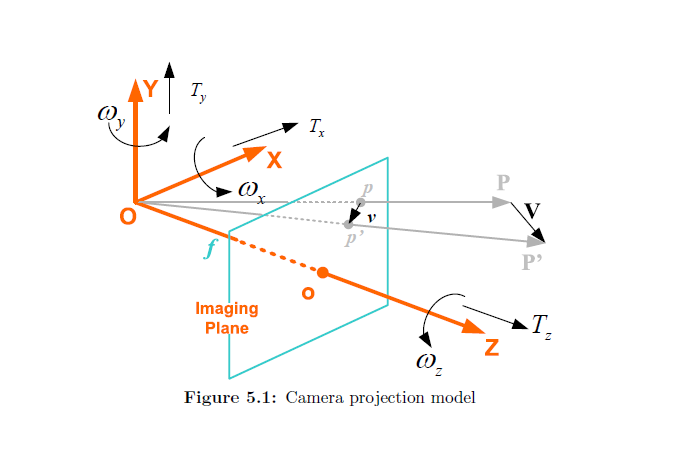 Y
T_y
ω_y
T_x
X
ω_x
P
p
v
V
O
p’
P’
f
o
Imaging
Plane
T_z
Z
ω_z
Figure 5.1: Camera projection model